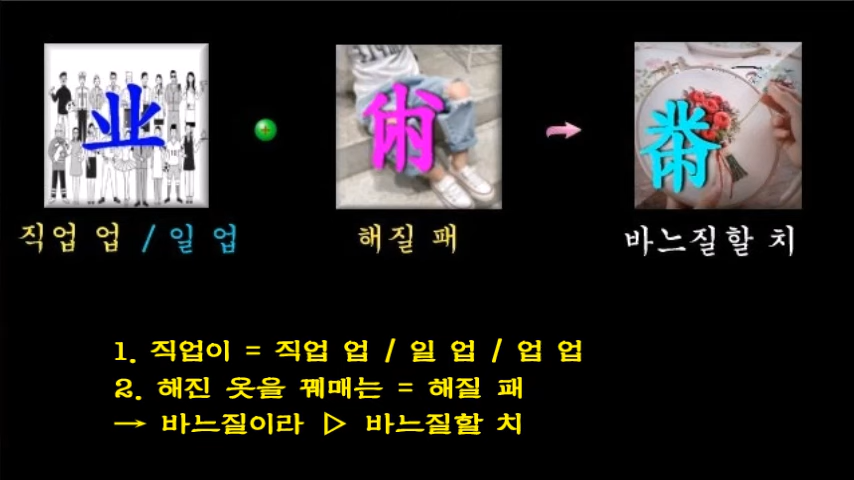 业 㡀 黹
직업 업 / 일 업 해질 패 바느질할 치
1. 직업이 = 직업 업 / 일 업 / 업 업
2. 해진 옷을 꿰매는 = 해질 패
→ 바느질이라 ▷ 바느질할 치